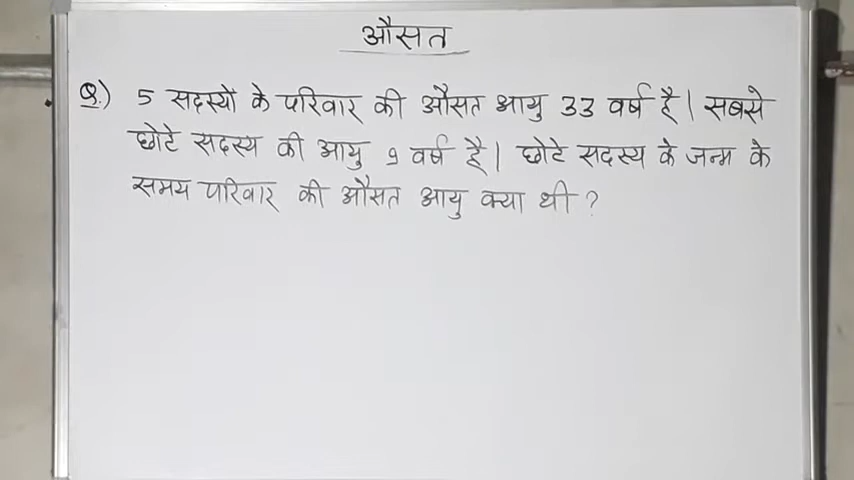 औसत
Q.) 5 सदस्यों के परिवार की औसत आयु 33 वर्ष है। सबसे
छोटे सदस्य की आयु 9 वर्ष है। छोटे सदस्य के जन्म के
समय परिवार की औसत आयु क्या थी ?